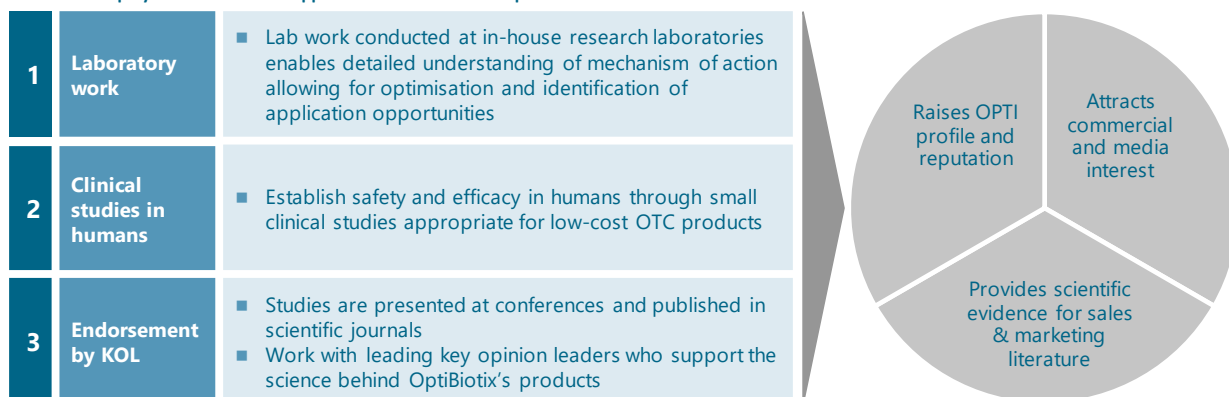 1
Laboratory
work
■ Lab work conducted at in-house research laboratories
enables detailed understanding of mechanism of action
allowing for optimisation and identification of
application opportunities
2
Clinical
studies in
humans
■ Establish safety and efficacy in humans through small
clinical studies appropriate for low-cost OTC products
3
Endorsement
by KOL
■ Studies are presented at conferences and published in
scientific journals
■ Work with leading key opinion leaders who support the
science behind OptiBiotix's products
Raises OPTI
profile and
reputation
Attracts
commercial
and media
interest
Provides scientific
evidence for sales
& marketing
literature